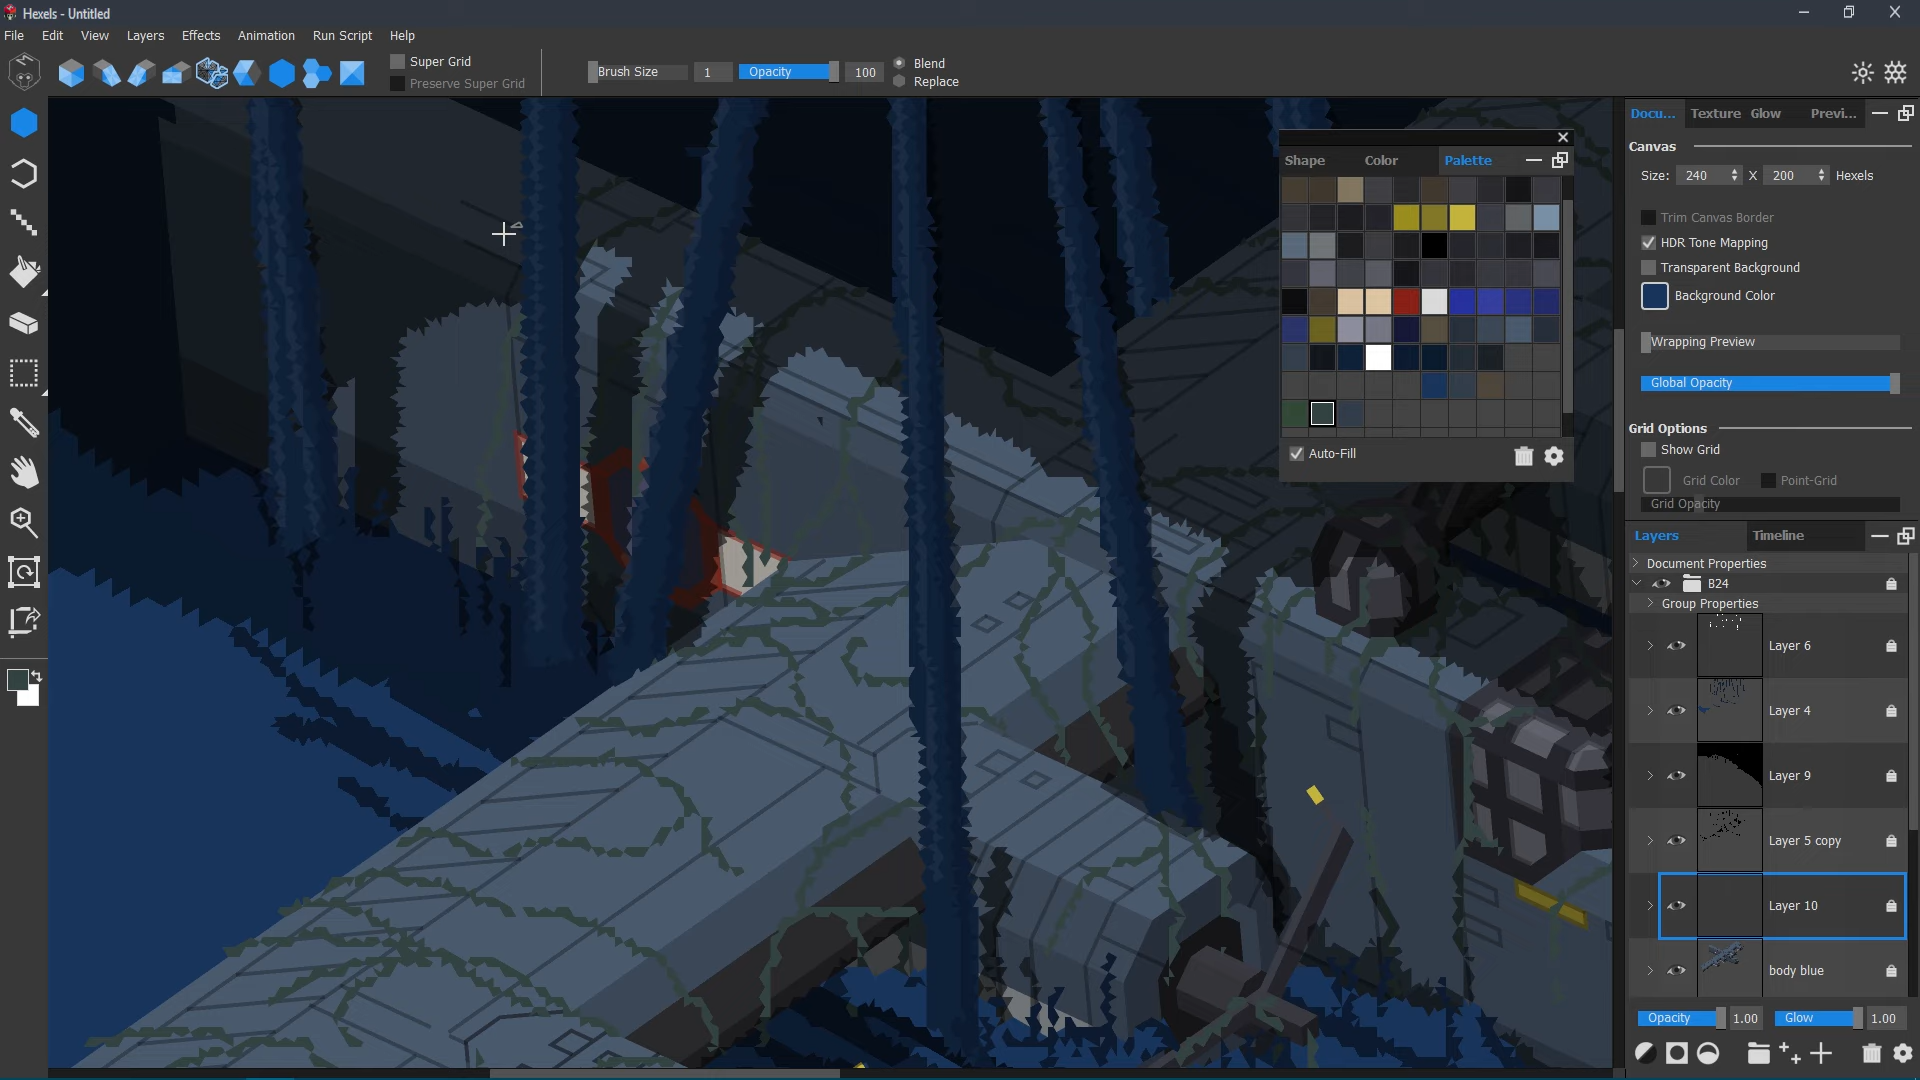 Hexels - Untitled
File Edit View Layers Effects Animation Run Script Help
Super Grid
Preserve Super Grid
Brush Size 1 Opacity 100
Blend
Replace
Docu... Texture Glow Previ...
Canvas
Size: 240 X 200 Hexels
Trim Canvas Border
HDR Tone Mapping
Transparent Background
Background Color
Wrapping Preview
Global Opacity
Grid Options
Show Grid
Grid Color Point-Grid
Grid Opacity
Shape Color Palette
Auto-Fill
Layers Timeline
Document Properties
B24
Group Properties
Layer 6
Layer 4
Layer 9
Layer 5 copy
Layer 10
body blue
Opacity 1.00 Glow 1.00